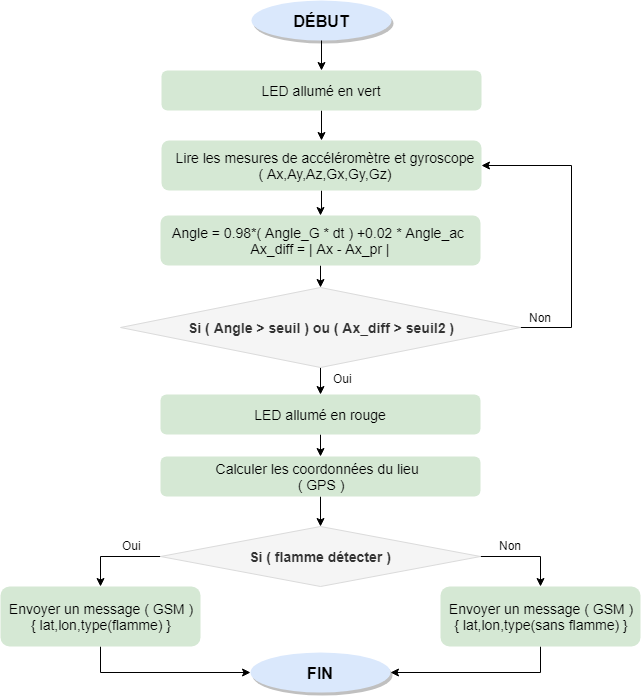 DÉBUT
LED allumé en vert
Lire les mesures de accéléromètre et gyroscope
( Ax,Ay,Az,Gx,Gy,Gz)
Angle = 0.98*( Angle_G * dt ) +0.02 * Angle_ac
Ax_diff = | Ax - Ax_pr |
Si ( Angle > seuil ) ou ( Ax_diff > seuil2 )
Non
Oui
LED allumé en rouge
Calculer les coordonnées du lieu
( GPS )
Si ( flamme détecter )
Oui
Non
Envoyer un message ( GSM )
{ lat,lon,type(flamme) }
Envoyer un message ( GSM )
{ lat,lon,type(sans flamme) }
FIN